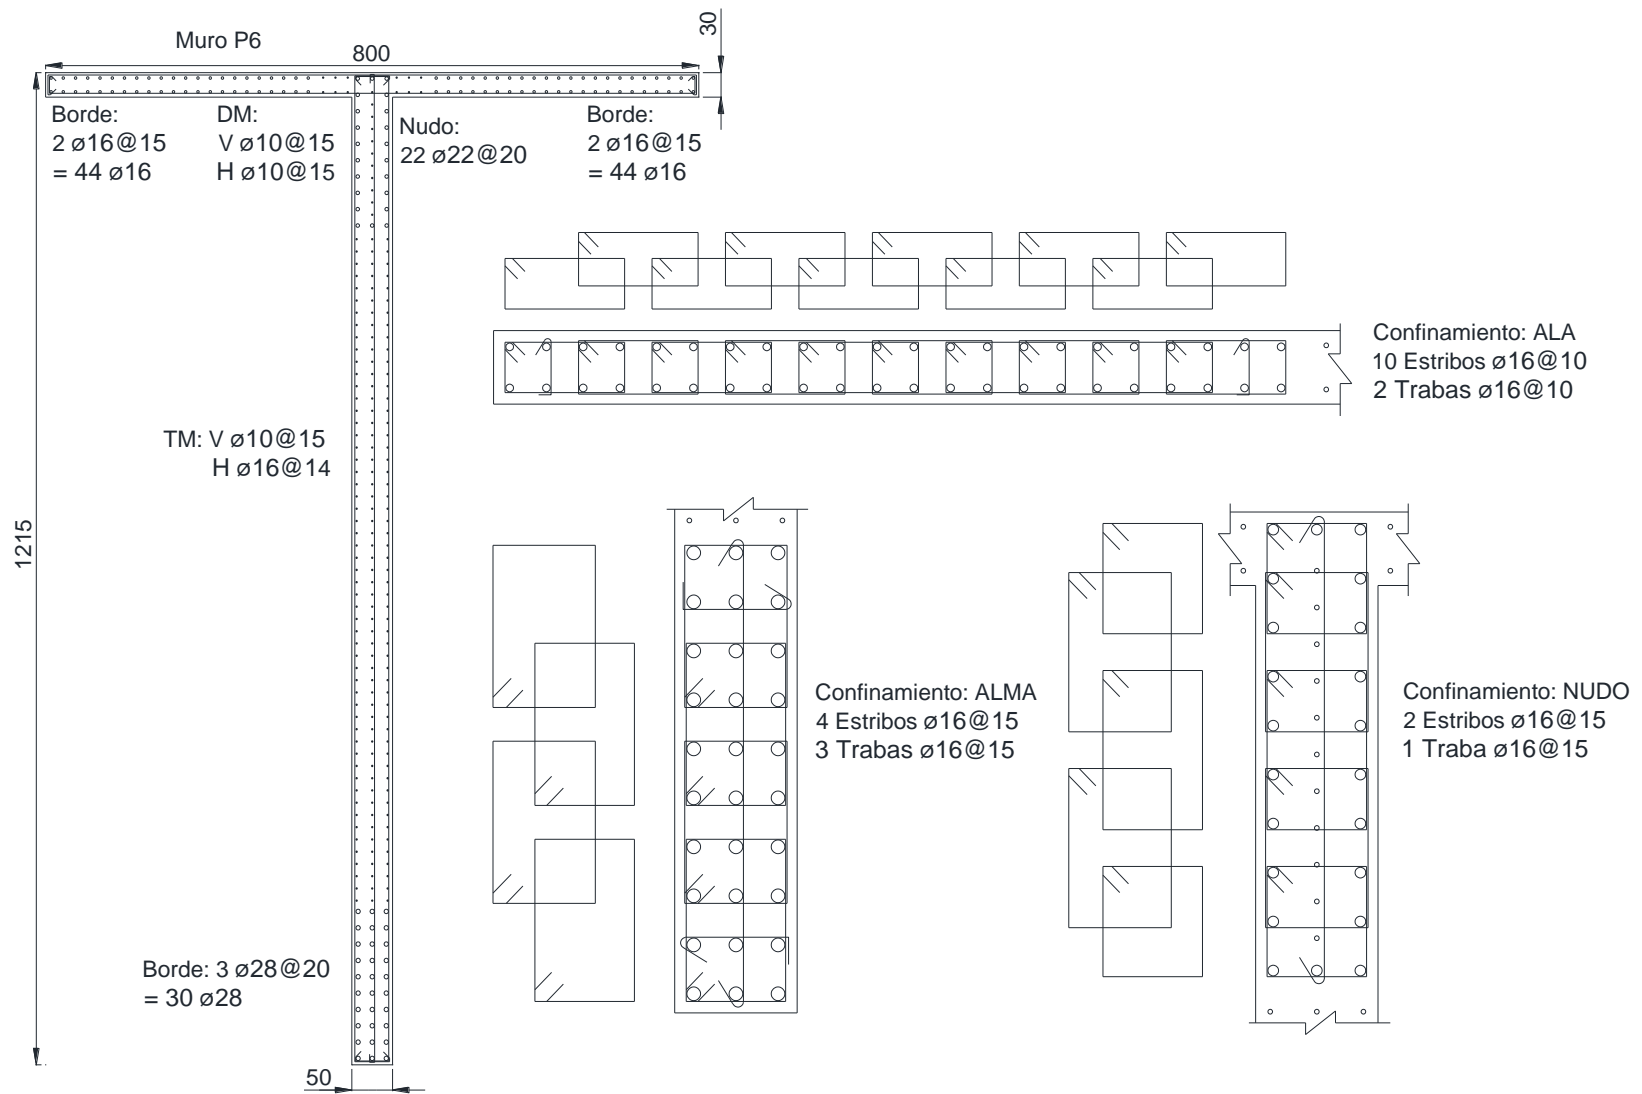 Muro P6
800
30
Borde:
2 ø16@15
= 44 ø16
DM:
V ø10@15
H ø10@15
Nudo:
22 ø22@20
Borde:
2 ø16@15
= 44 ø16
Confinamiento: ALA
10 Estribos ø16@10
2 Trabas ø16@10
TM: V ø10@15
H ø16@14
1215
Confinamiento: ALMA
4 Estribos ø16@15
3 Trabas ø16@15
Confinamiento: NUDO
2 Estribos ø16@15
1 Traba ø16@15
Borde: 3 ø28@20
= 30 ø28
50